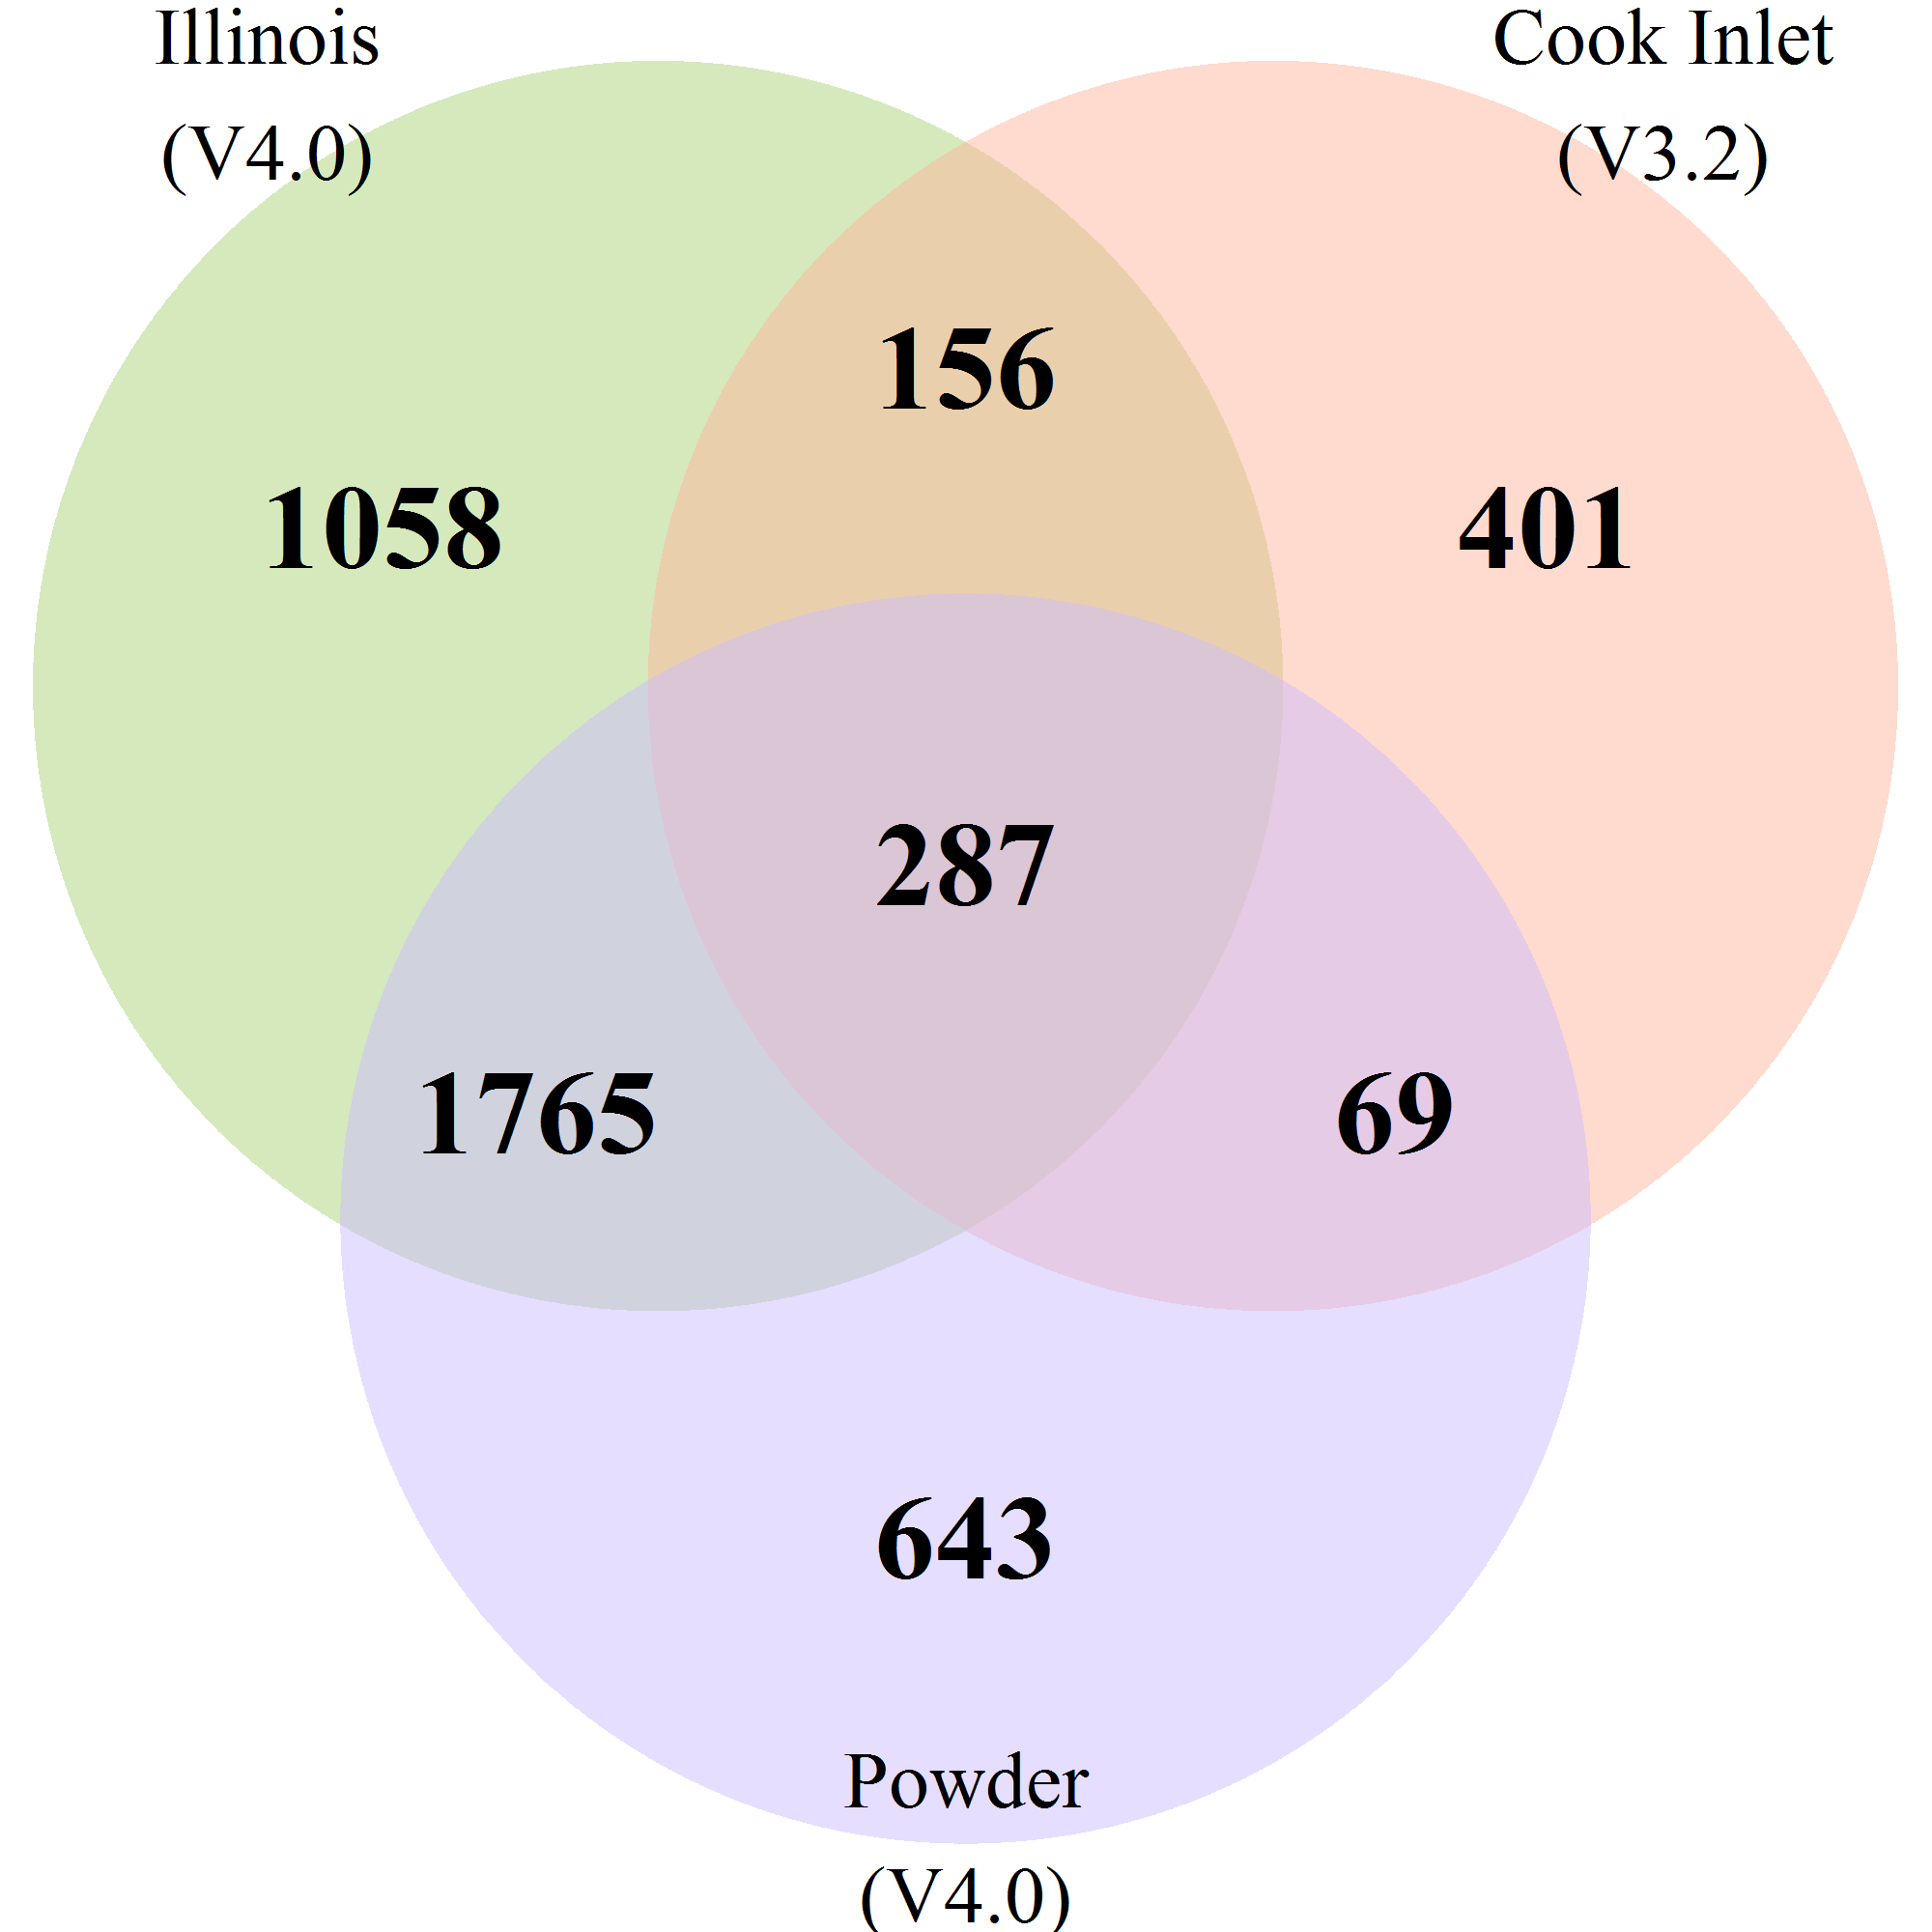 Illinois
(V4.0)
Cook Inlet
(V3.2)
156
1058
401
287
1765
69
643
Powder
(V4.0)